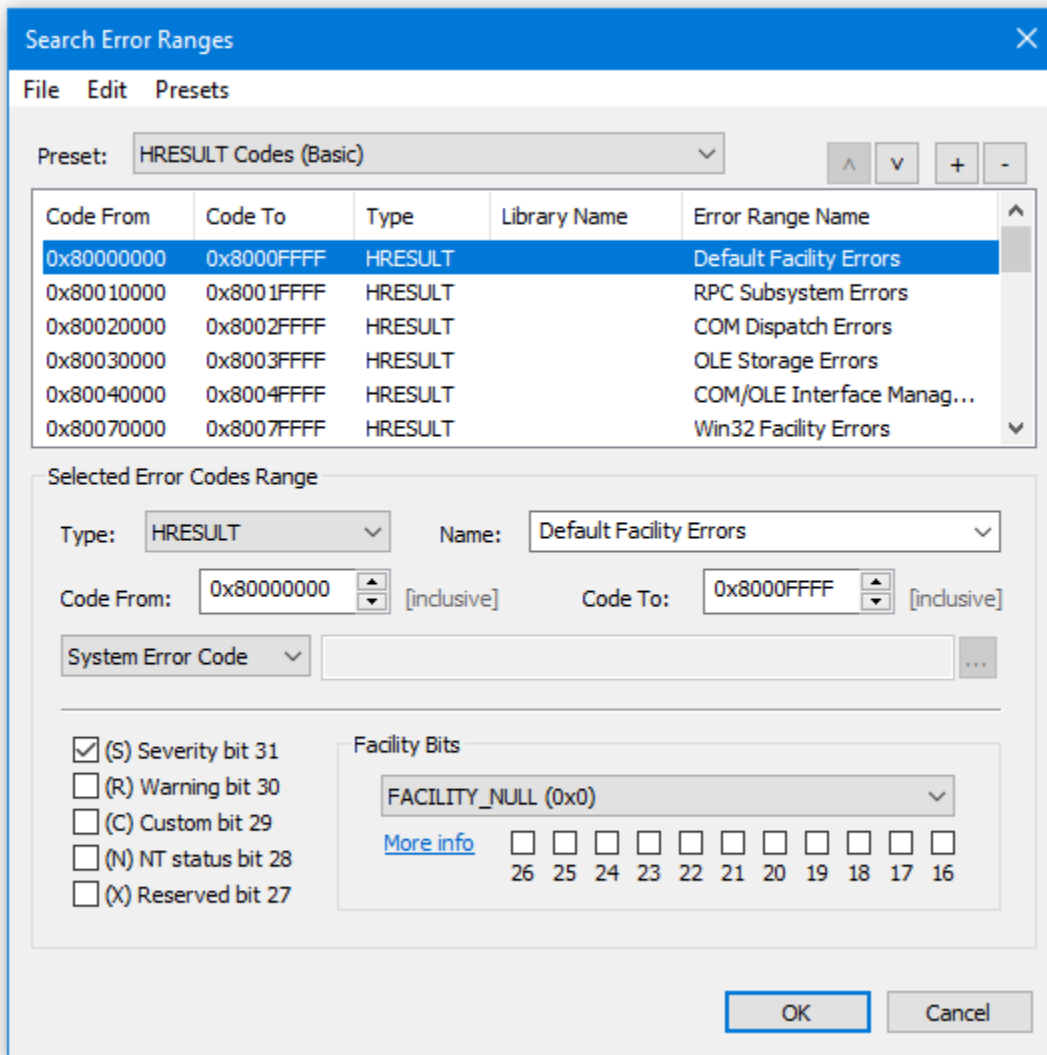 Search Error Ranges
File Edit Presets
Preset: HRESULT Codes (Basic)
+ -
Code From Code To Type Library Name Error Range Name
0x80000000 0x8000FFFF HRESULT Default Facility Errors
0x80010000 0x8001FFFF HRESULT RPC Subsystem Errors
0x80020000 0x8002FFFF HRESULT COM Dispatch Errors
0x80030000 0x8003FFFF HRESULT OLE Storage Errors
0x80040000 0x8004FFFF HRESULT COM/OLE Interface Manag...
0x80070000 0x8007FFFF HRESULT Win32 Facility Errors
Selected Error Codes Range
Type: HRESULT Name: Default Facility Errors
Code From: 0x80000000 [inclusive] Code To: 0x8000FFFF [inclusive]
System Error Code ...
(S) Severity bit 31
(R) Warning bit 30
(C) Custom bit 29
(N) NT status bit 28
(X) Reserved bit 27
Facility Bits
FACILITY_NULL (0x0)
More info
26 25 24 23 22 21 20 19 18 17 16
OK Cancel